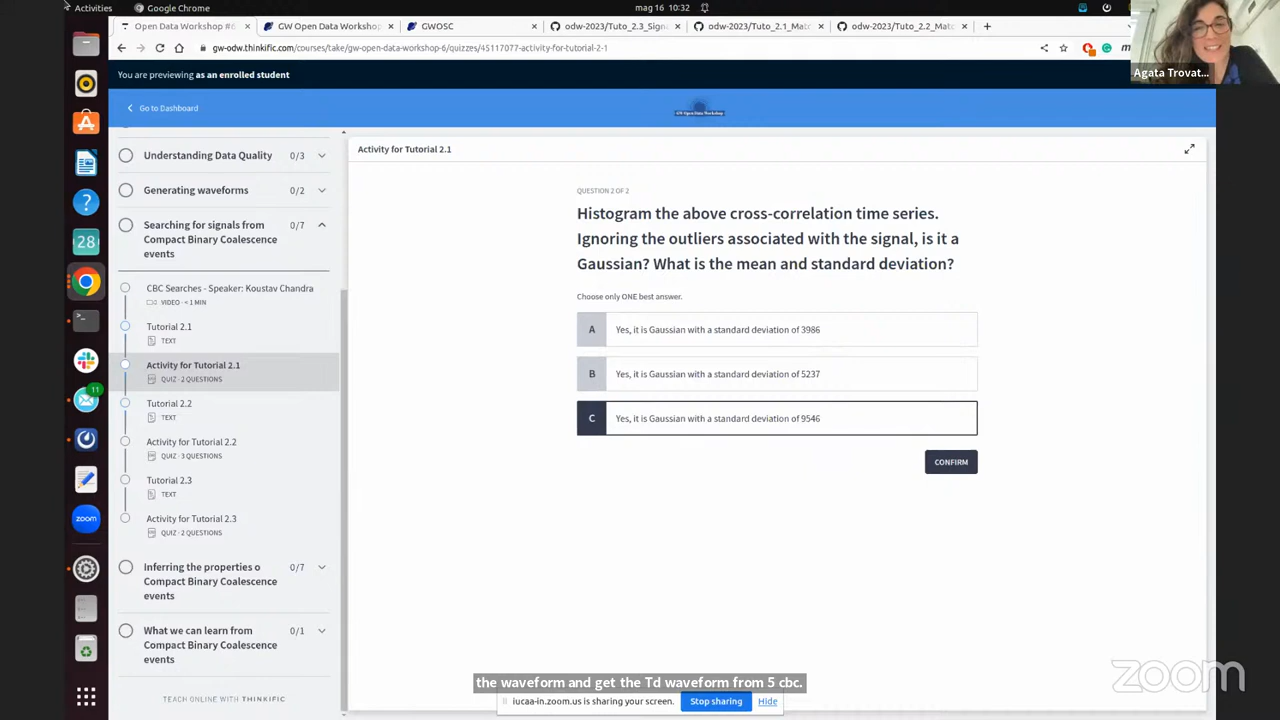 Activities
Google Chrome
mag 16 10:32
Open Data Workshop #6
GW Open Data Workshop
GWOSC
odw-2023/Tuto_2.3_Sign
odw-2023/Tuto_2.1_Matc
odw-2023/Tuto_2.2_Matc
gw-odw.thinkific.com/courses/take/gw-open-data-workshop-6/quizzes/45117077-activity-for-tutorial-2-1
You are previewing as an enrolled student
Agata Trovat...
Go to Dashboard
GW Open Data Workshop
Understanding Data Quality 0/3
Generating waveforms 0/2
Searching for signals from 0/7
Compact Binary Coalescence
events
CBC Searches - Speaker: Koustav Chandra
VIDEO · < 1 MIN
Tutorial 2.1
TEXT
Activity for Tutorial 2.1
QUIZ · 2 QUESTIONS
Tutorial 2.2
TEXT
Activity for Tutorial 2.2
QUIZ · 3 QUESTIONS
Tutorial 2.3
TEXT
Activity for Tutorial 2.3
QUIZ · 2 QUESTIONS
Inferring the properties o 0/7
Compact Binary Coalescence
events
What we can learn from 0/1
Compact Binary Coalescence
events
TEACH ONLINE WITH THINKIFIC
28
11
zoom
Activity for Tutorial 2.1
QUESTION 2 OF 2
Histogram the above cross-correlation time series.
Ignoring the outliers associated with the signal, is it a
Gaussian? What is the mean and standard deviation?
Choose only ONE best answer.
A Yes, it is Gaussian with a standard deviation of 3986
B Yes, it is Gaussian with a standard deviation of 5237
C Yes, it is Gaussian with a standard deviation of 9546
CONFIRM
the waveform and get the Td waveform from 5 cbc.
iucaa-in.zoom.us is sharing your screen. Stop sharing Hide
zoom